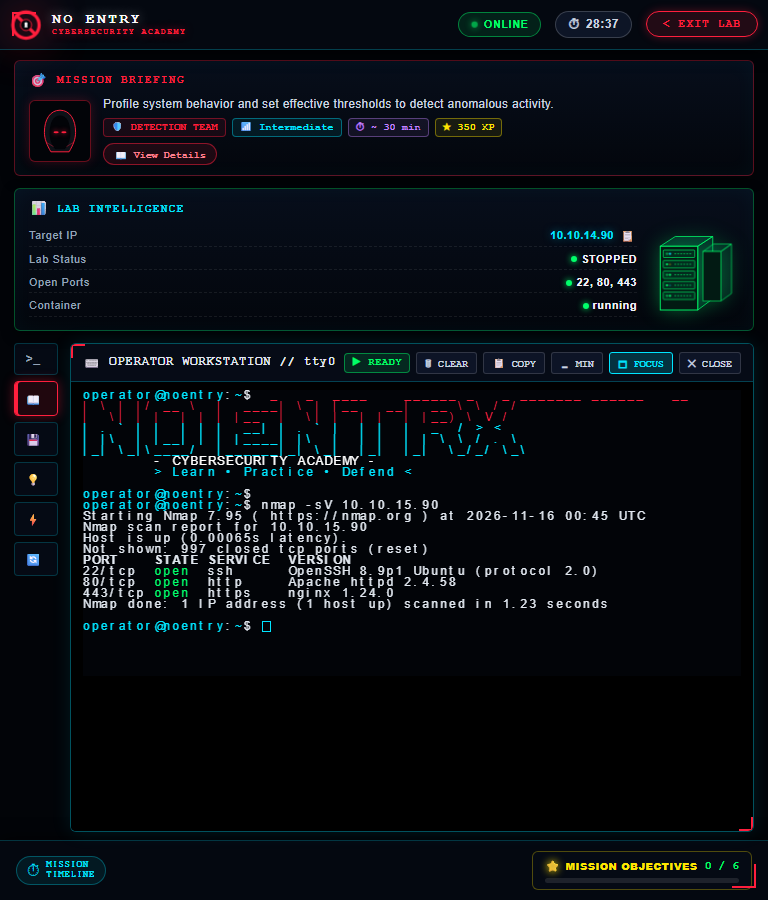 NO ENTRY
CYBERSECURITY ACADEMY
ONLINE
28:37
< EXIT LAB
MISSION BRIEFING
Profile system behavior and set effective thresholds to detect anomalous activity.
DETECTION TEAM
Intermediate
~ 30 min
350 XP
View Details
LAB INTELLIGENCE
Target IP
10.10.14.90
Lab Status
STOPPED
Open Ports
22, 80, 443
Container
running
>_
OPERATOR WORKSTATION // tty0
READY
CLEAR
COPY
MIN
FOCUS
CLOSE
operator@noentry:~$
- CYBERSECURITY ACADEMY -
> Learn • Practice • Defend <
operator@noentry:~$
operator@noentry:~$ nmap -sV 10.10.15.90
Starting Nmap 7.95 ( https://nmap.org ) at 2026-11-16 00:45 UTC
Nmap scan report for 10.10.15.90
Host is up (0.00065s latency).
Not shown: 997 closed tcp ports (reset)
PORT STATE SERVICE VERSION
22/tcp open ssh OpenSSH 8.9p1 Ubuntu (protocol 2.0)
80/tcp open http Apache httpd 2.4.58
443/tcp open https nginx 1.24.0
Nmap done: 1 IP address (1 host up) scanned in 1.23 seconds
operator@noentry:~$
MISSION
TIMELINE
MISSION OBJECTIVES 0 / 6